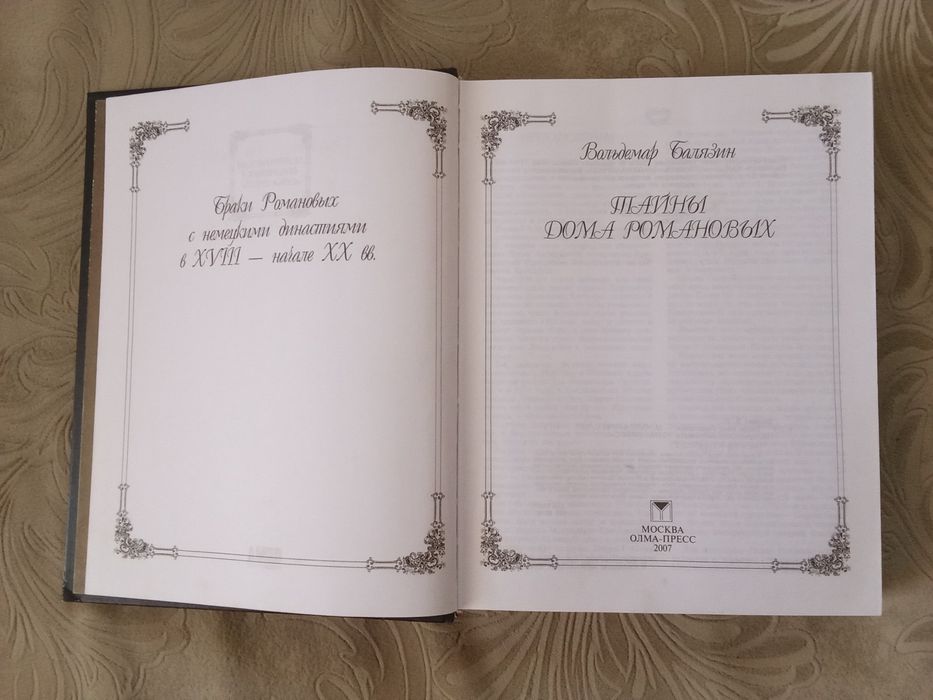 Браки Романовых
с немецкими династиями
в XVIII — начале XX вв.
Вольдемар Балязин
ТАЙНЫ
ДОМА РОМАНОВЫХ
МОСКВА
ОЛМА-ПРЕСС
2007